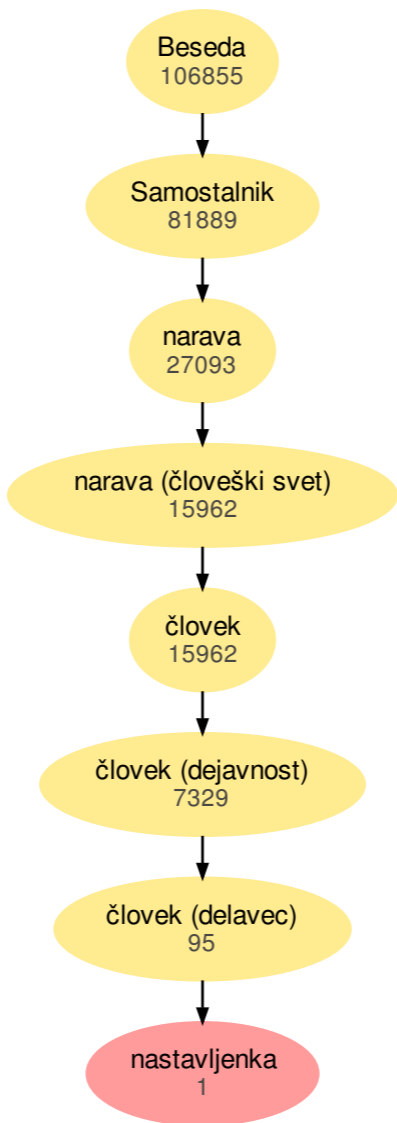 Beseda
106855
Samostalnik
81889
narava
27093
narava (človeški svet)
15962
človek
15962
človek (dejavnost)
7329
človek (delavec)
95
nastavljenka
1